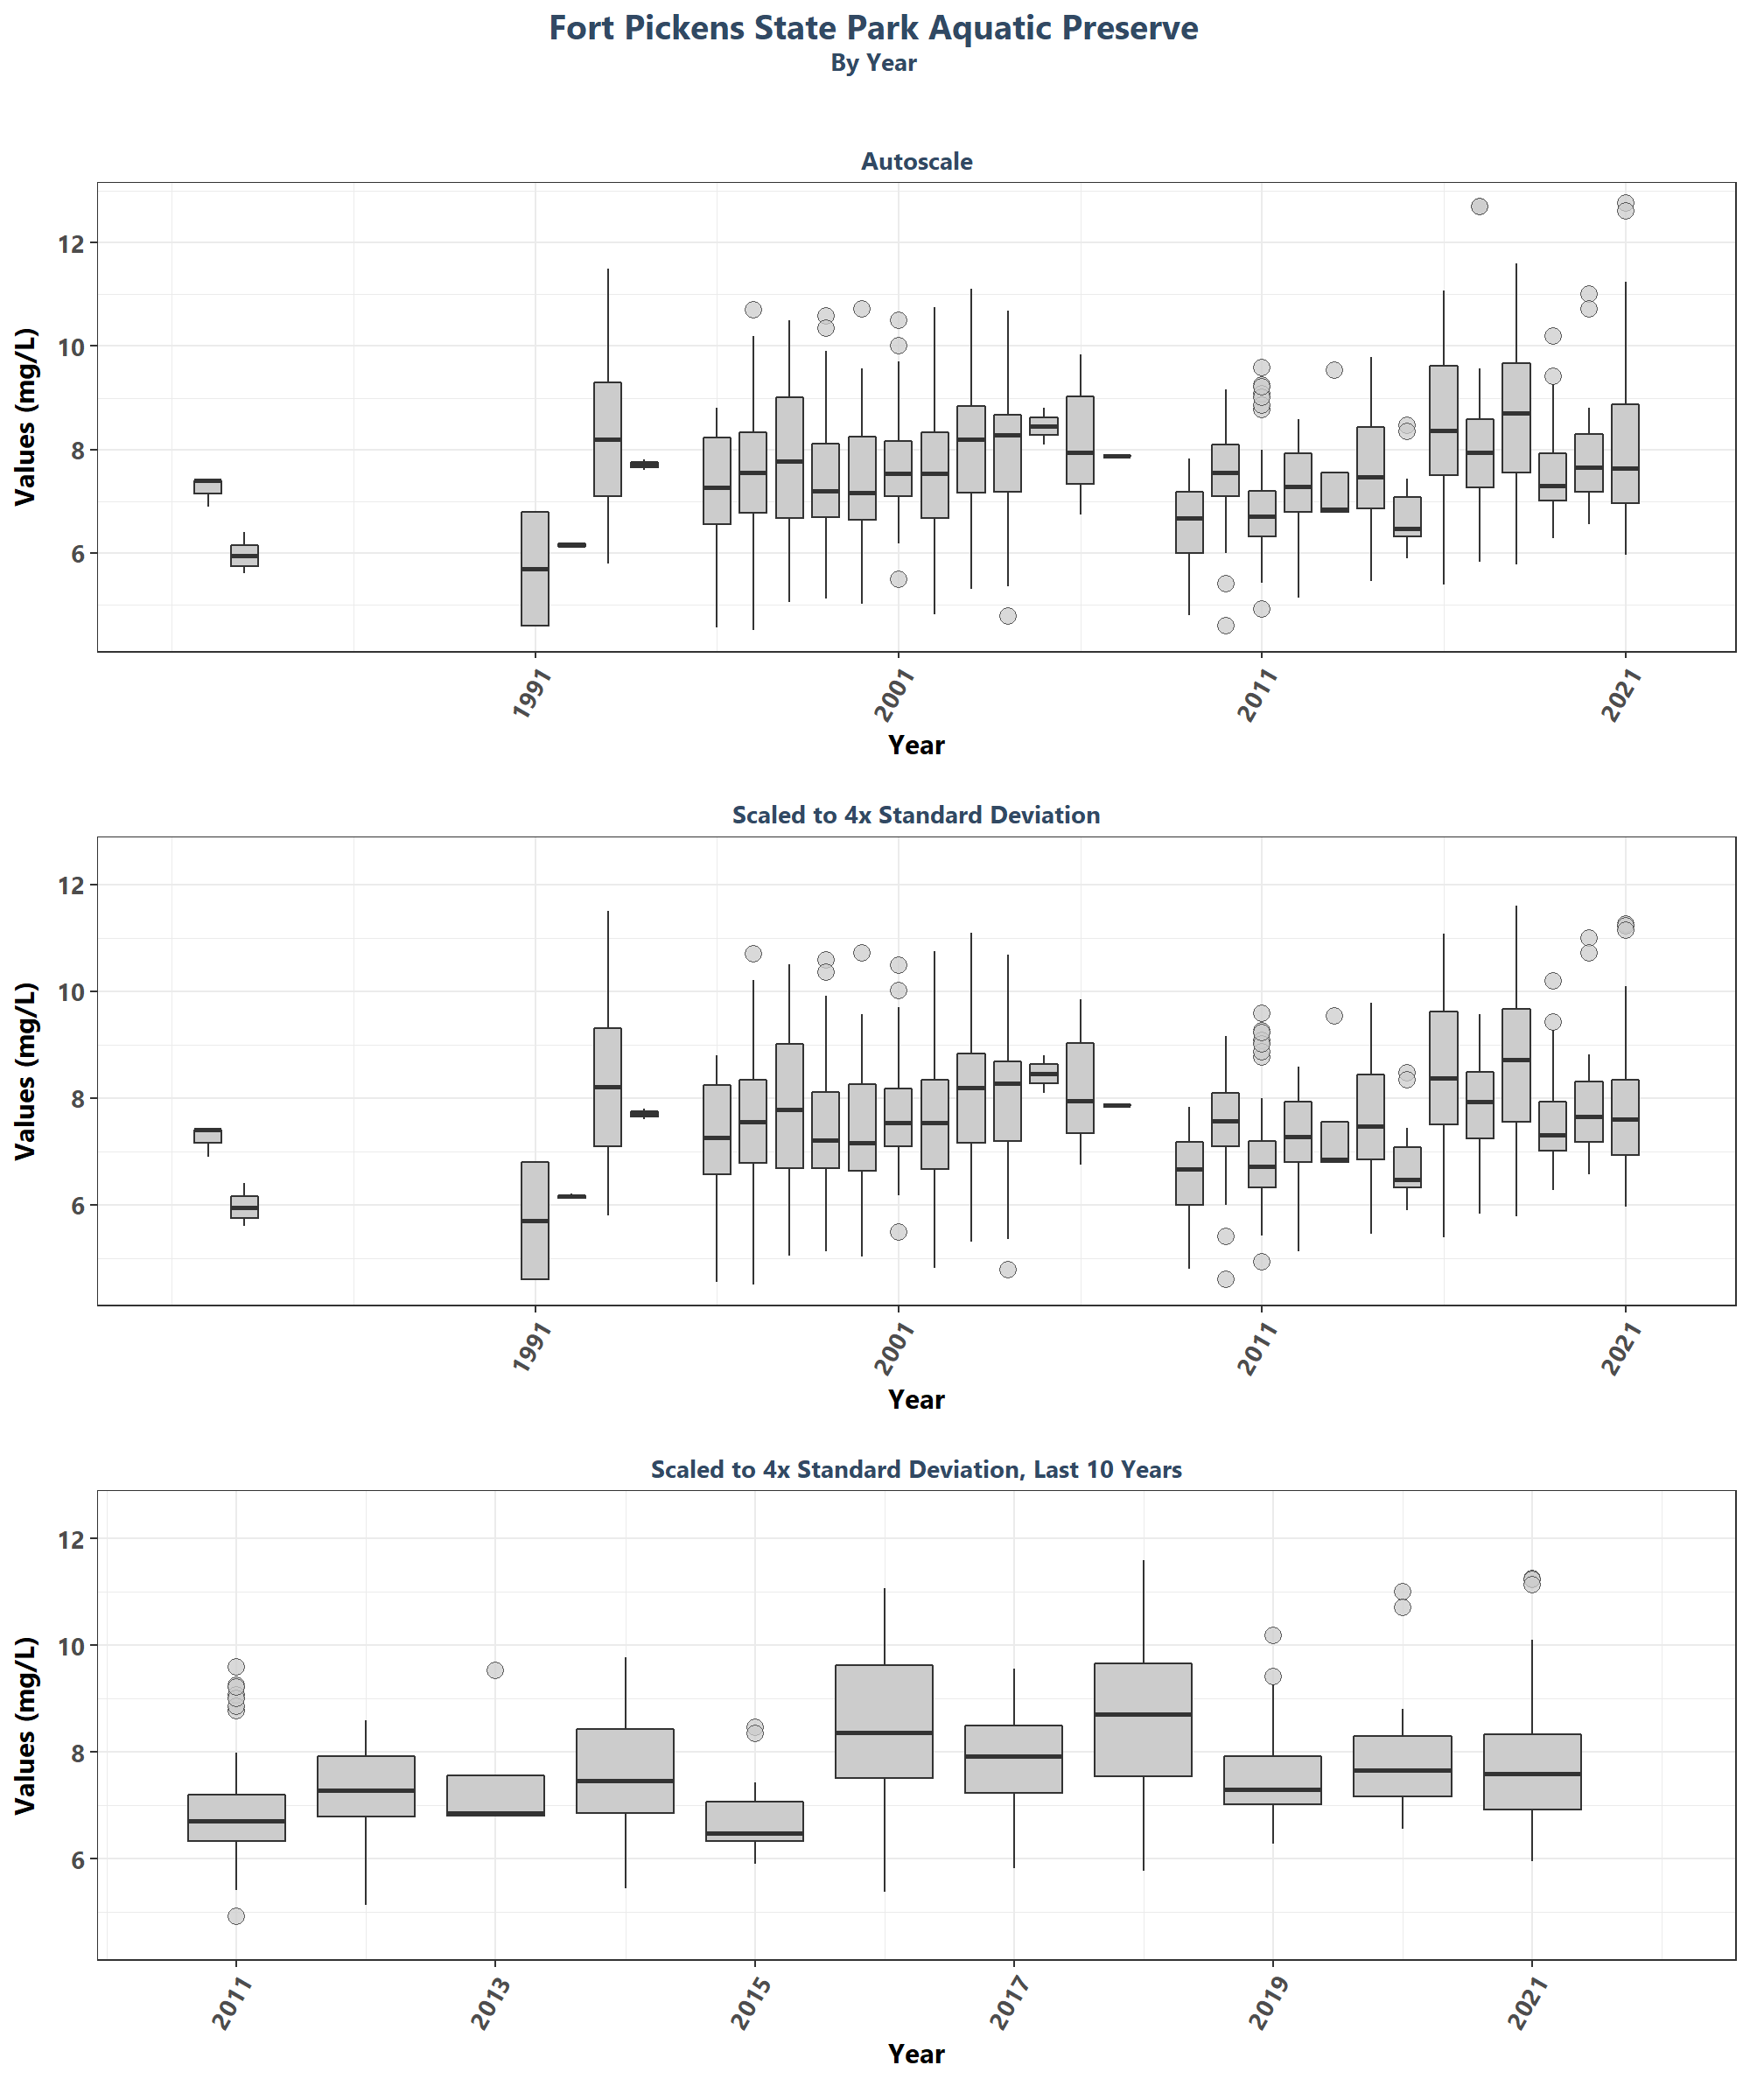 Fort Pickens State Park Aquatic Preserve
By Year
Autoscale
Values (mg/L)
12
10
8
6
1991
2001
2011
2021
Year
Scaled to 4x Standard Deviation
Values (mg/L)
12
10
8
6
1991
2001
2011
2021
Year
Scaled to 4x Standard Deviation, Last 10 Years
Values (mg/L)
12
10
8
6
2011
2013
2015
2017
2019
2021
Year